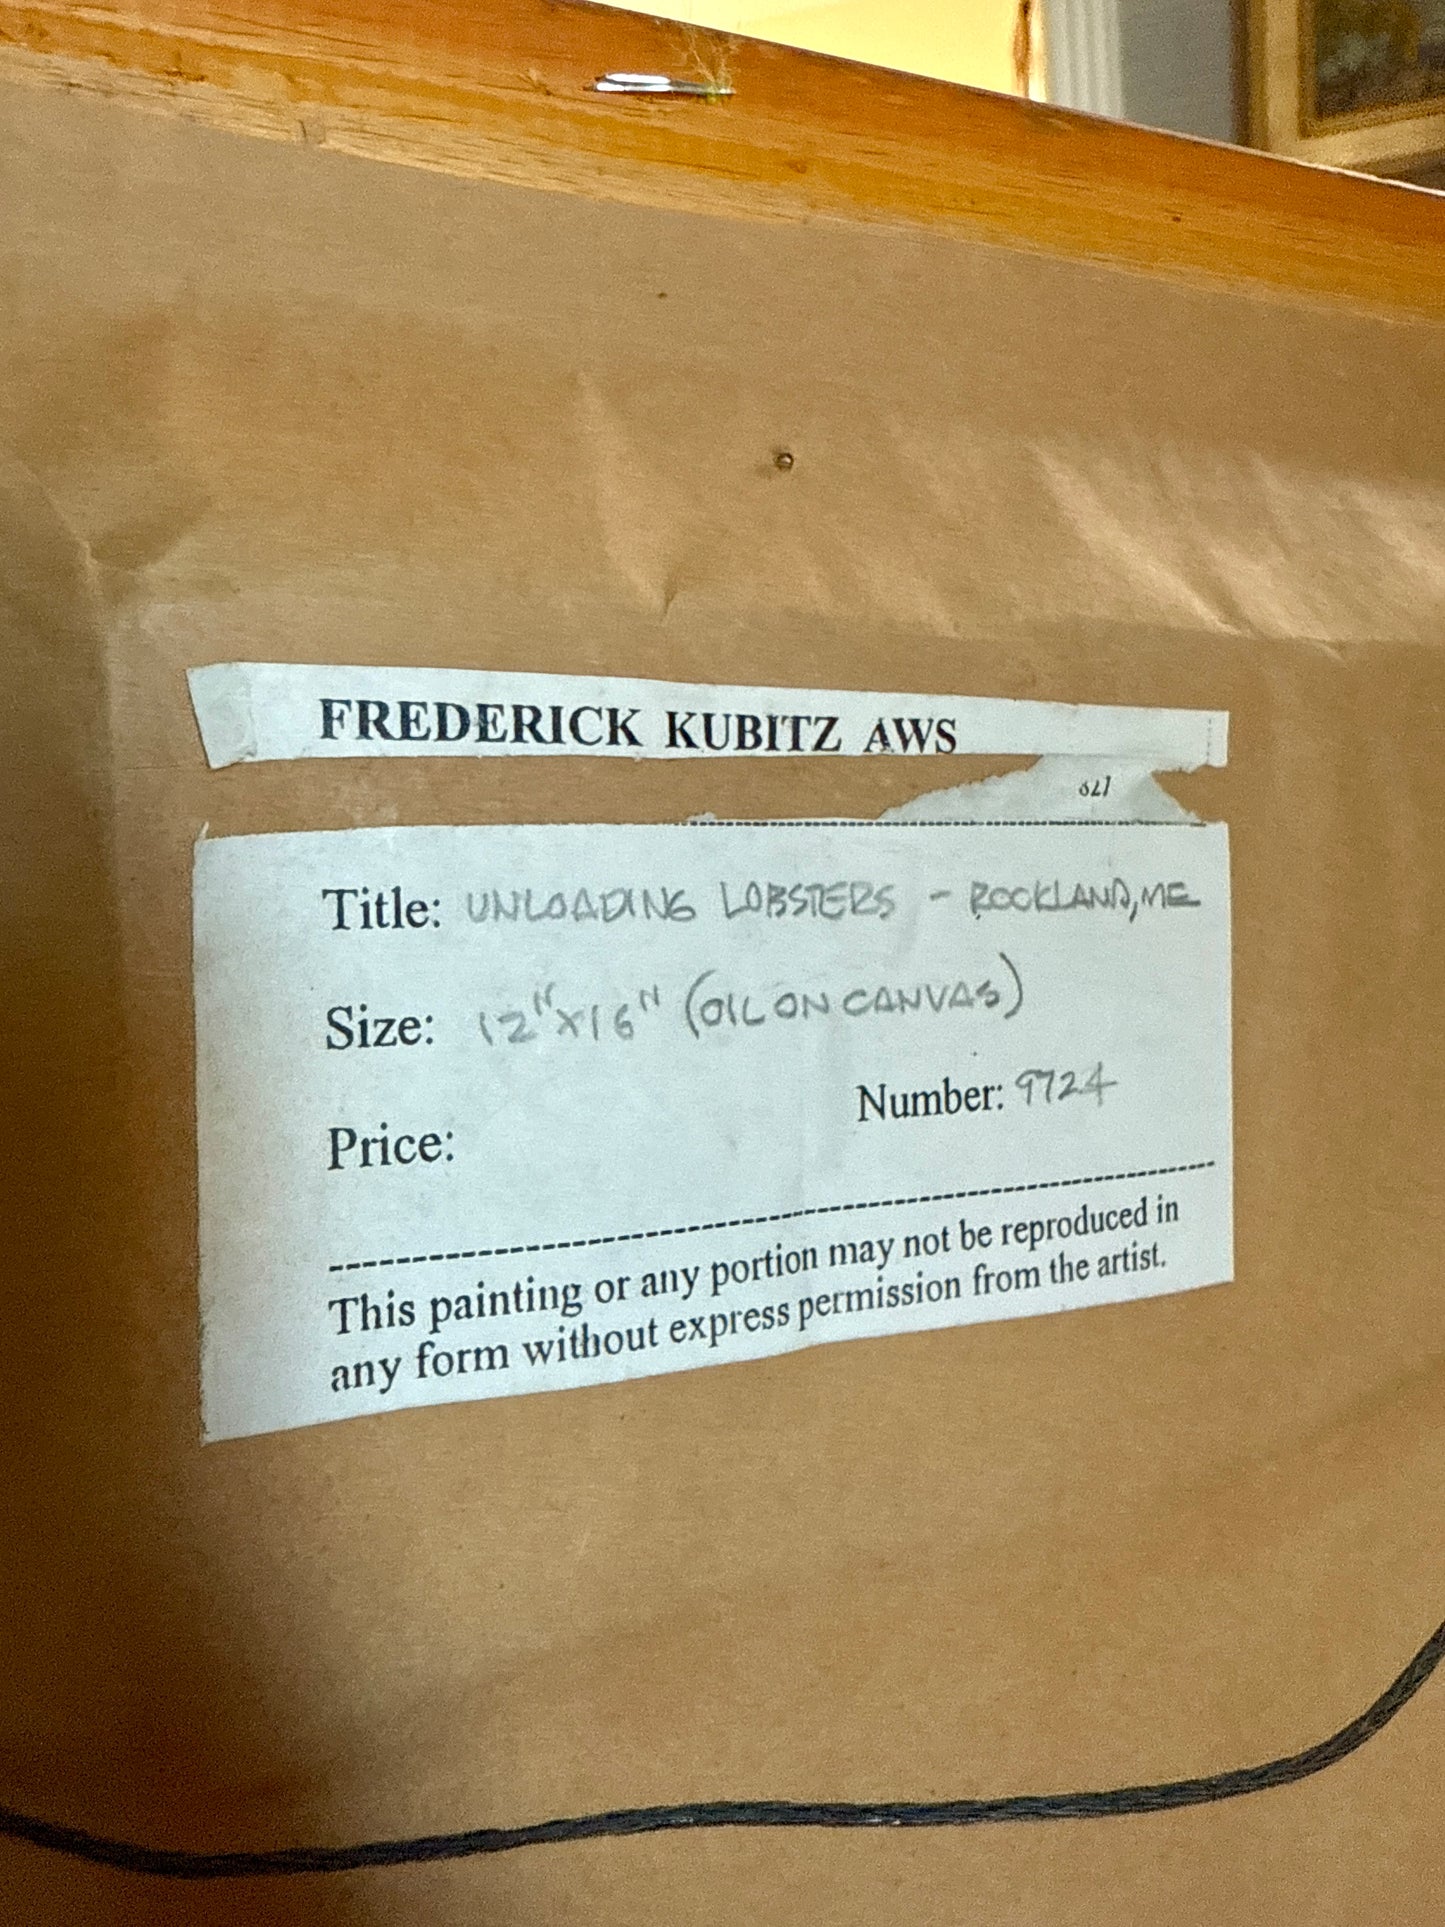 FREDERICK KUBITZ AWS
Title: UNLOADING LOBSTERS - ROCKLAND, ME
Size: 12"X16" (OIL ON CANVAS)
Number: 9724
Price:
This painting or any portion may not be reproduced in
any form without express permission from the artist.